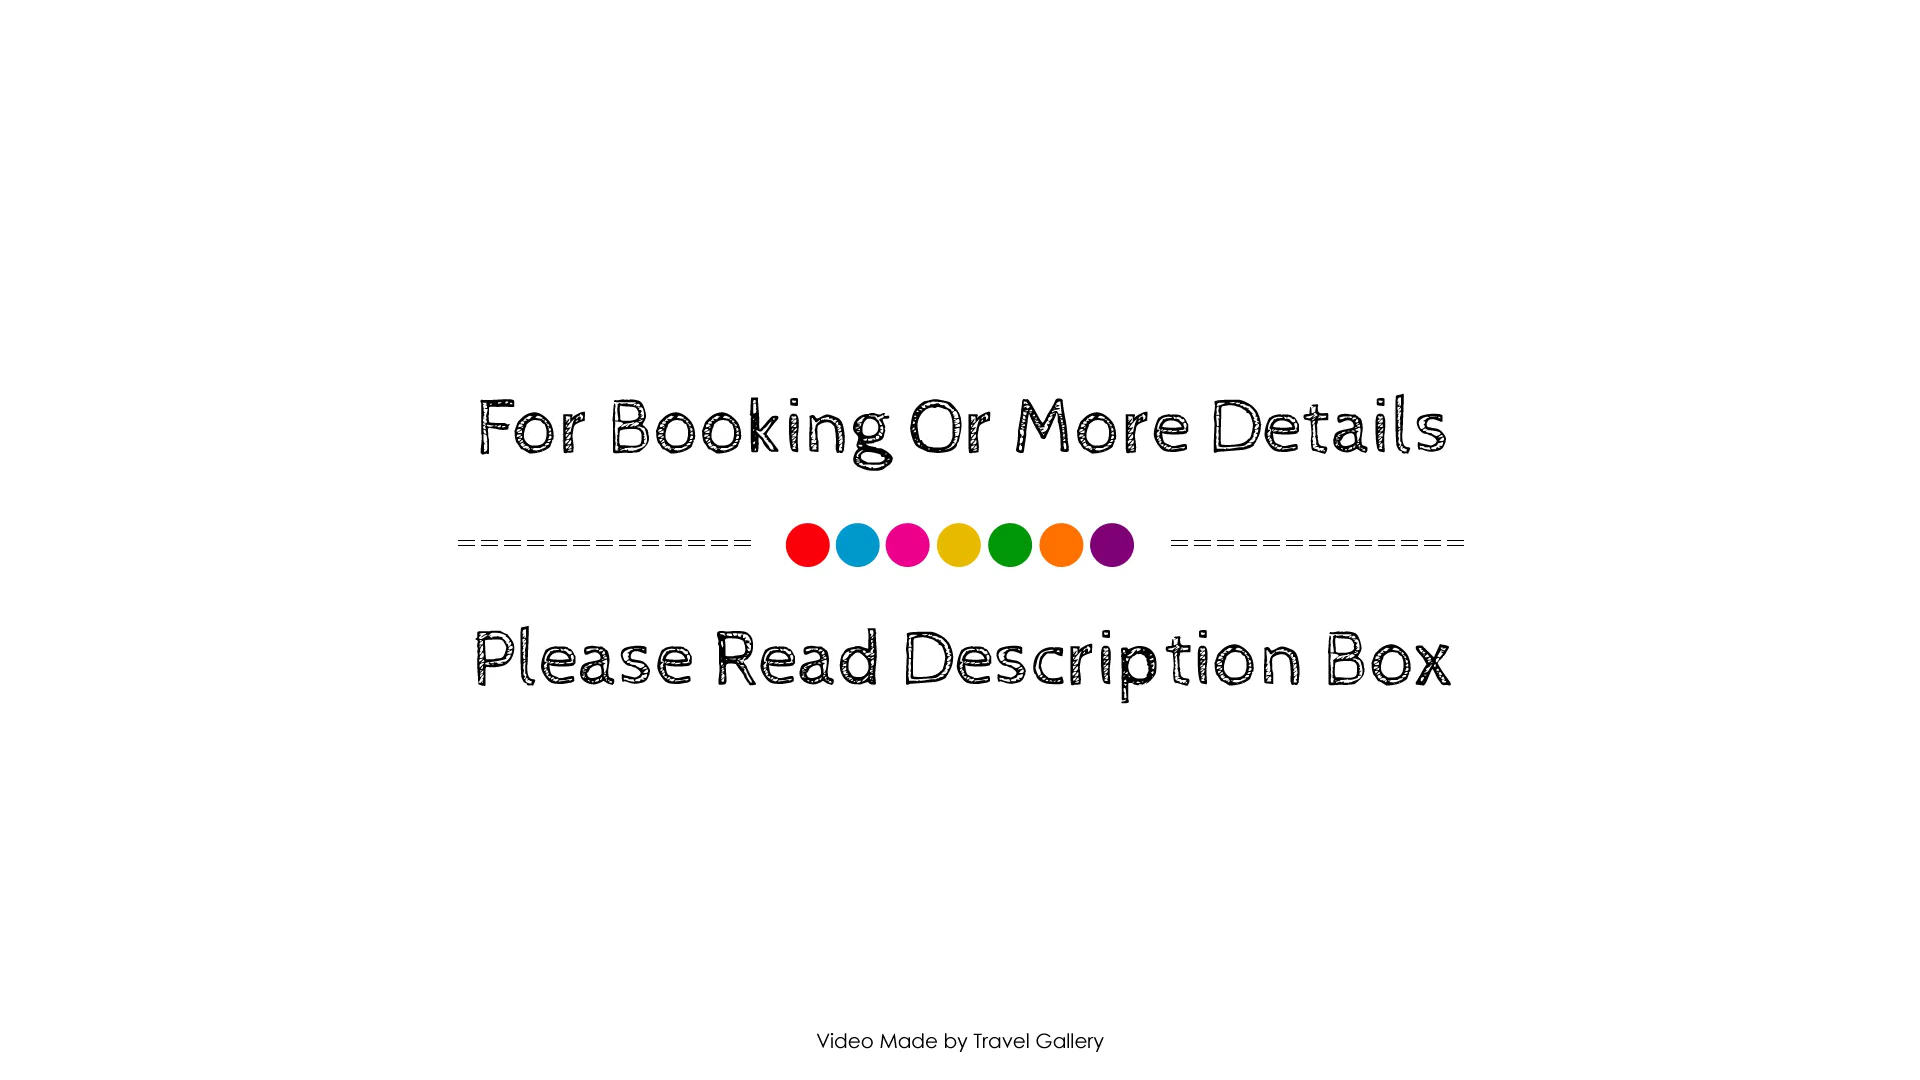 For Booking Or More Details
============= =============
Please Read Description Box
Video Made by Travel Gallery